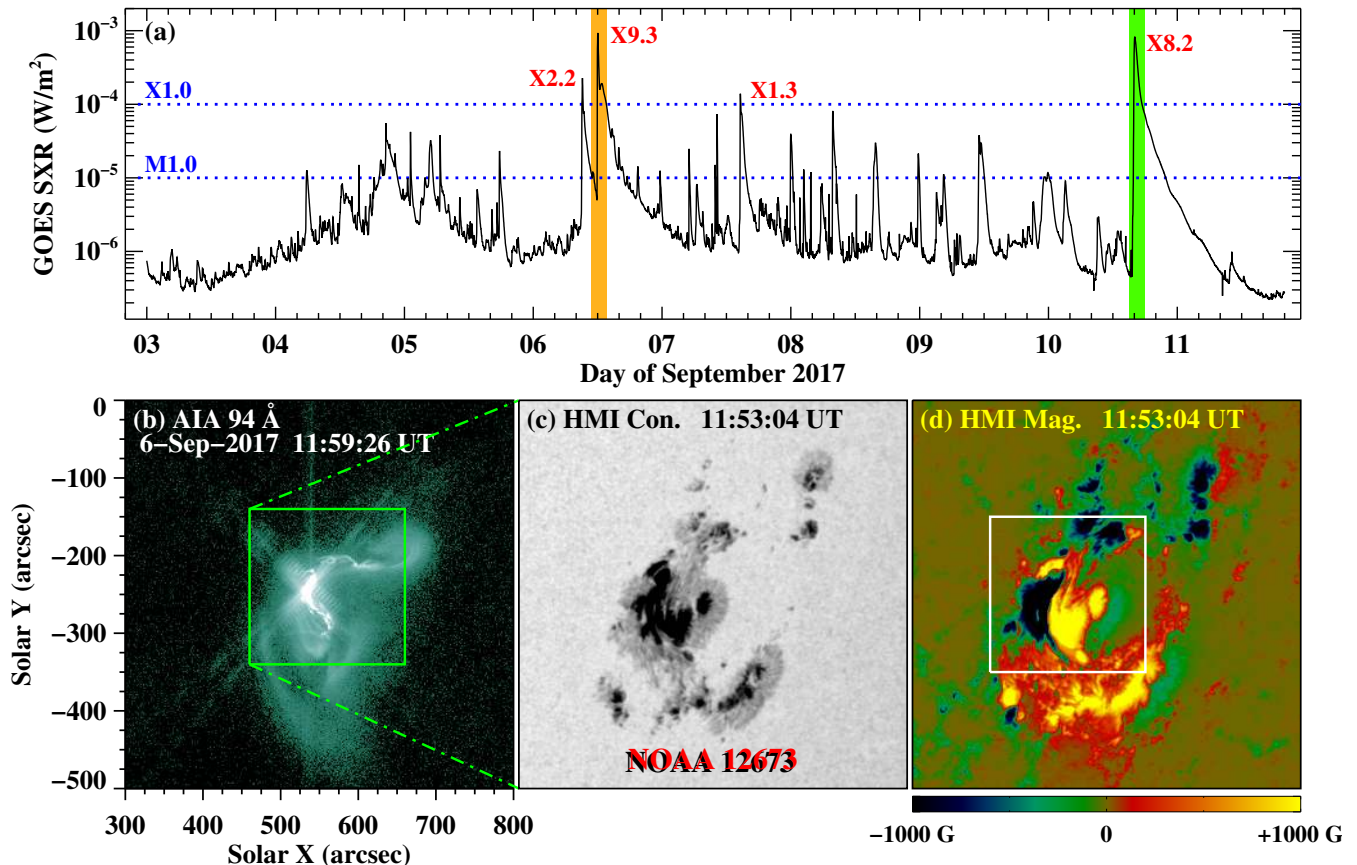 (a)
GOES SXR (W/m²)
10⁻³
10⁻⁴
10⁻⁵
10⁻⁶
X9.3
X8.2
X2.2
X1.3
X1.0
M1.0
03 04 05 06 07 08 09 10 11
Day of September 2017
(b) AIA 94 Å
6−Sep−2017 11:59:26 UT
(c) HMI Con. 11:53:04 UT
(d) HMI Mag. 11:53:04 UT
Solar Y (arcsec)
0
−100
−200
−300
−400
−500
NOAA 12673
300 400 500 600 700 800
Solar X (arcsec)
−1000 G 0 +1000 G